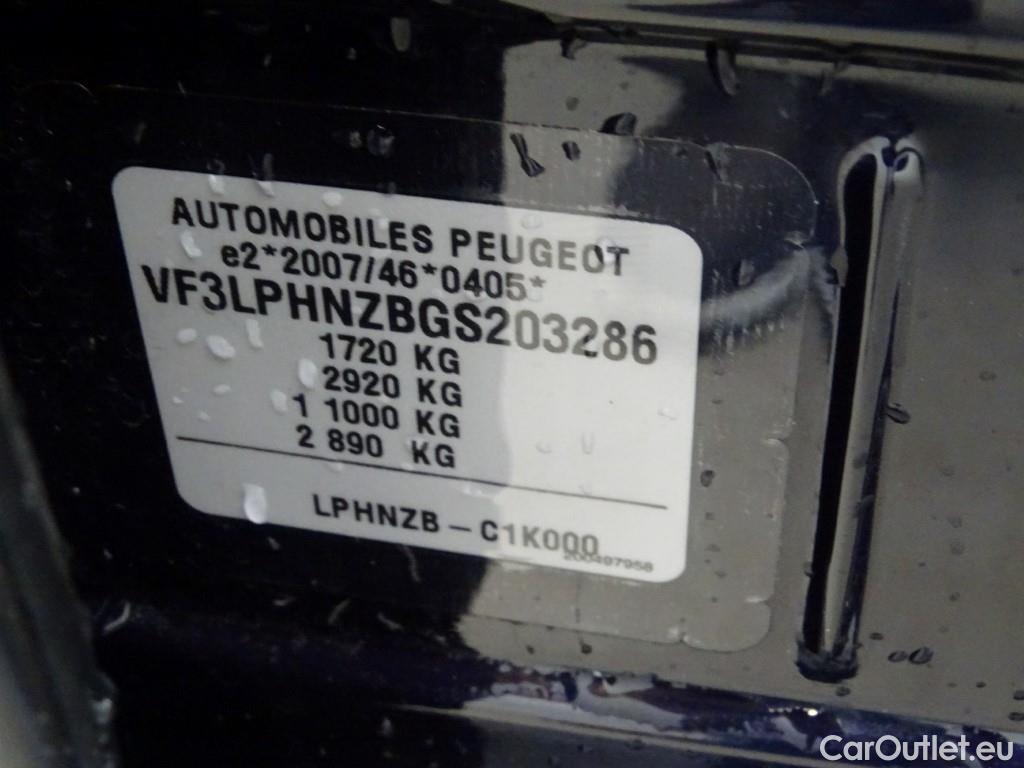 AUTOMOBILES PEUGEOT
e2*2007/46*0405*
VF3LPHNZBGS203286
1720 KG
2920 KG
1 1000 KG
2 890 KG
LPHNZB – C1K000
200497958
CarOutlet.eu